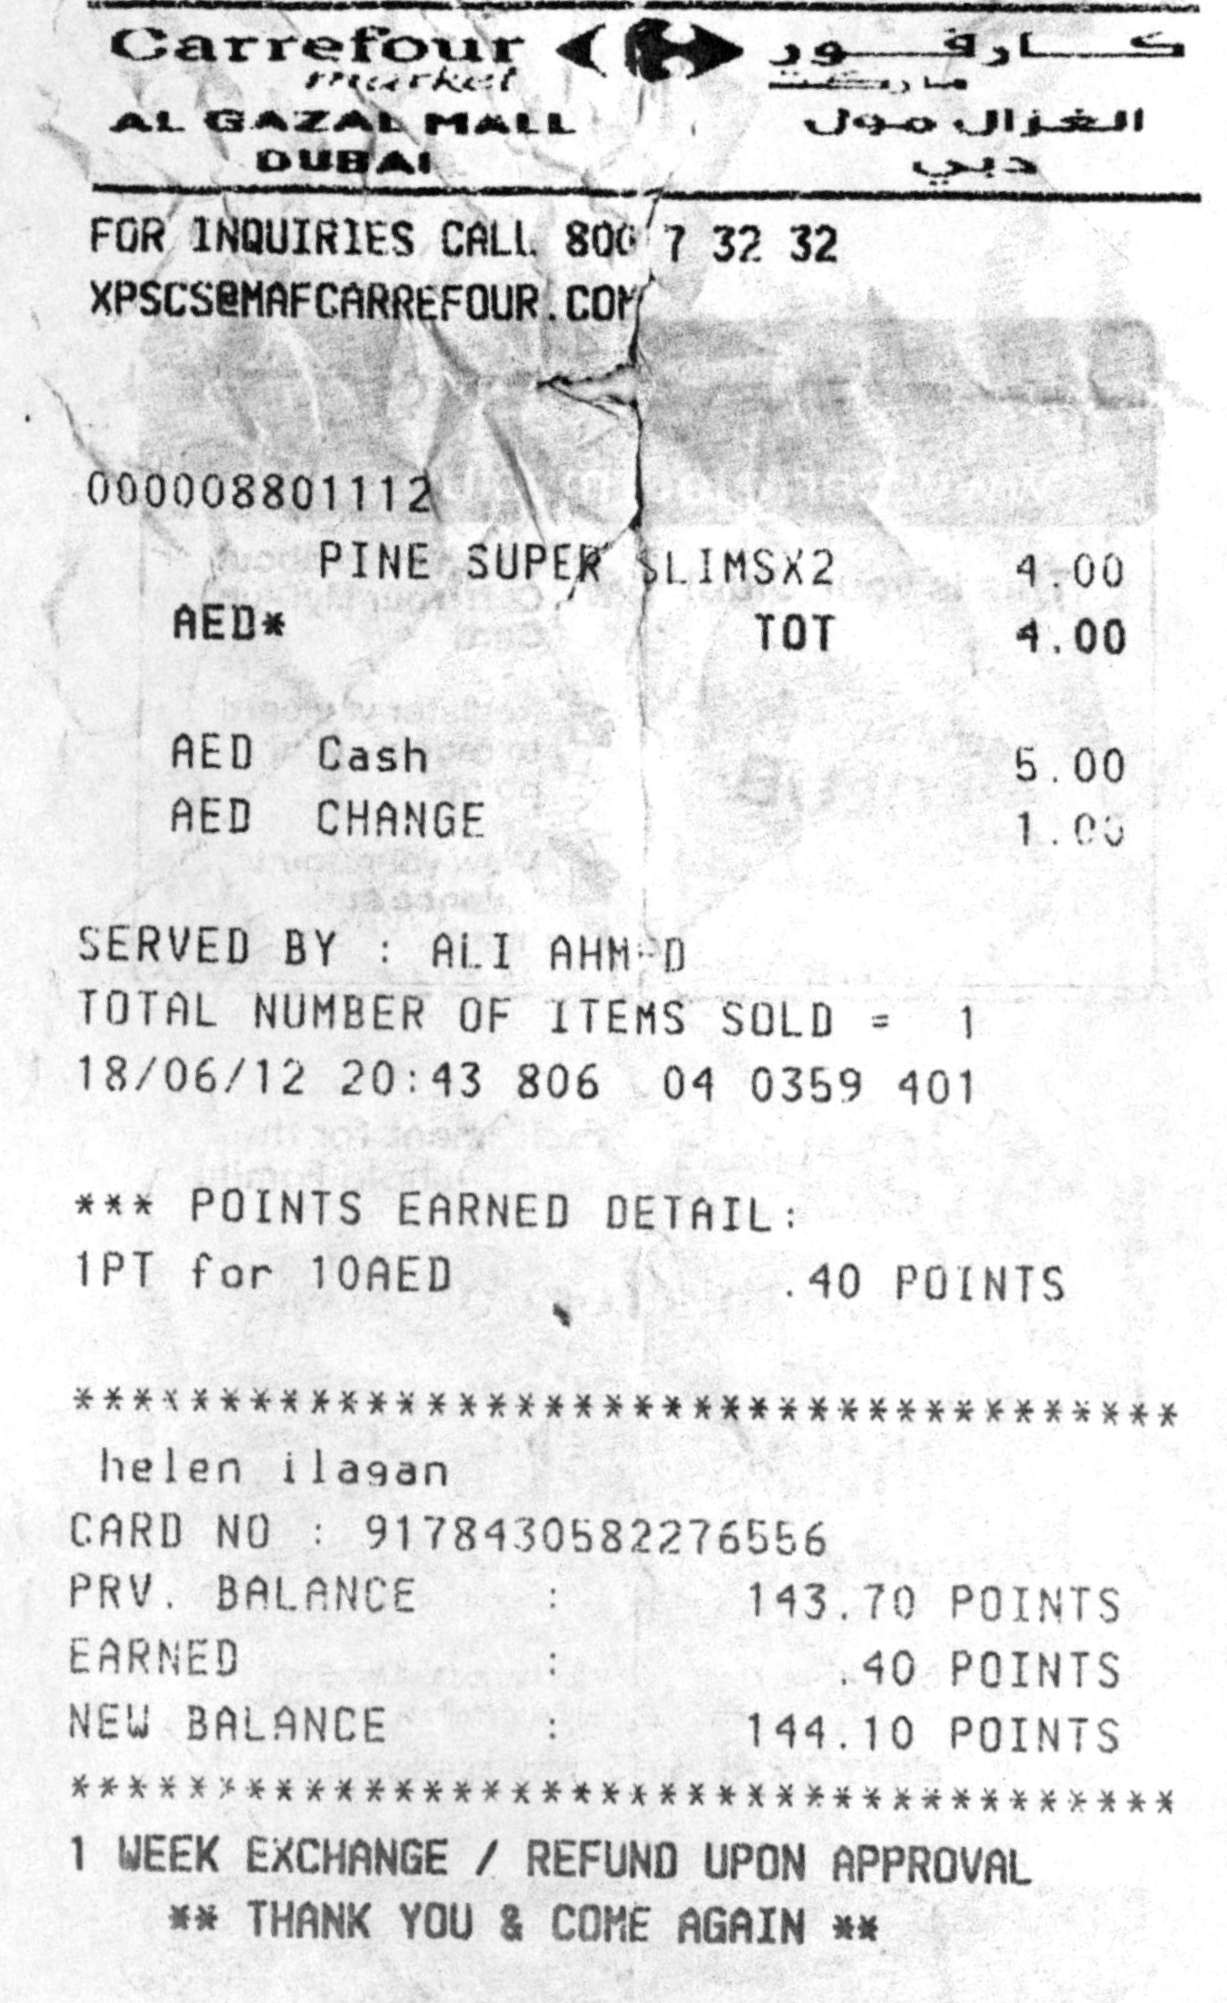 Carrefour كارفور
market ماركت
AL GAZAL MALL الغزال مول
DUBAI دبي
FOR INQUIRIES CALL 800 7 32 32
XPSCS@MAFCARREFOUR.COM
000008801112
PINE SUPER SLIMSX2 4.00
AED* TOT 4.00
AED Cash 5.00
AED CHANGE 1.00
SERVED BY : ALI AHMED
TOTAL NUMBER OF ITEMS SOLD = 1
18/06/12 20:43 806 04 0359 401
*** POINTS EARNED DETAIL:
1PT for 10AED .40 POINTS
***************************************
helen ilagan
CARD NO : 9178430582276556
PRV. BALANCE : 143.70 POINTS
EARNED : .40 POINTS
NEW BALANCE : 144.10 POINTS
***************************************
1 WEEK EXCHANGE / REFUND UPON APPROVAL
** THANK YOU & COME AGAIN **